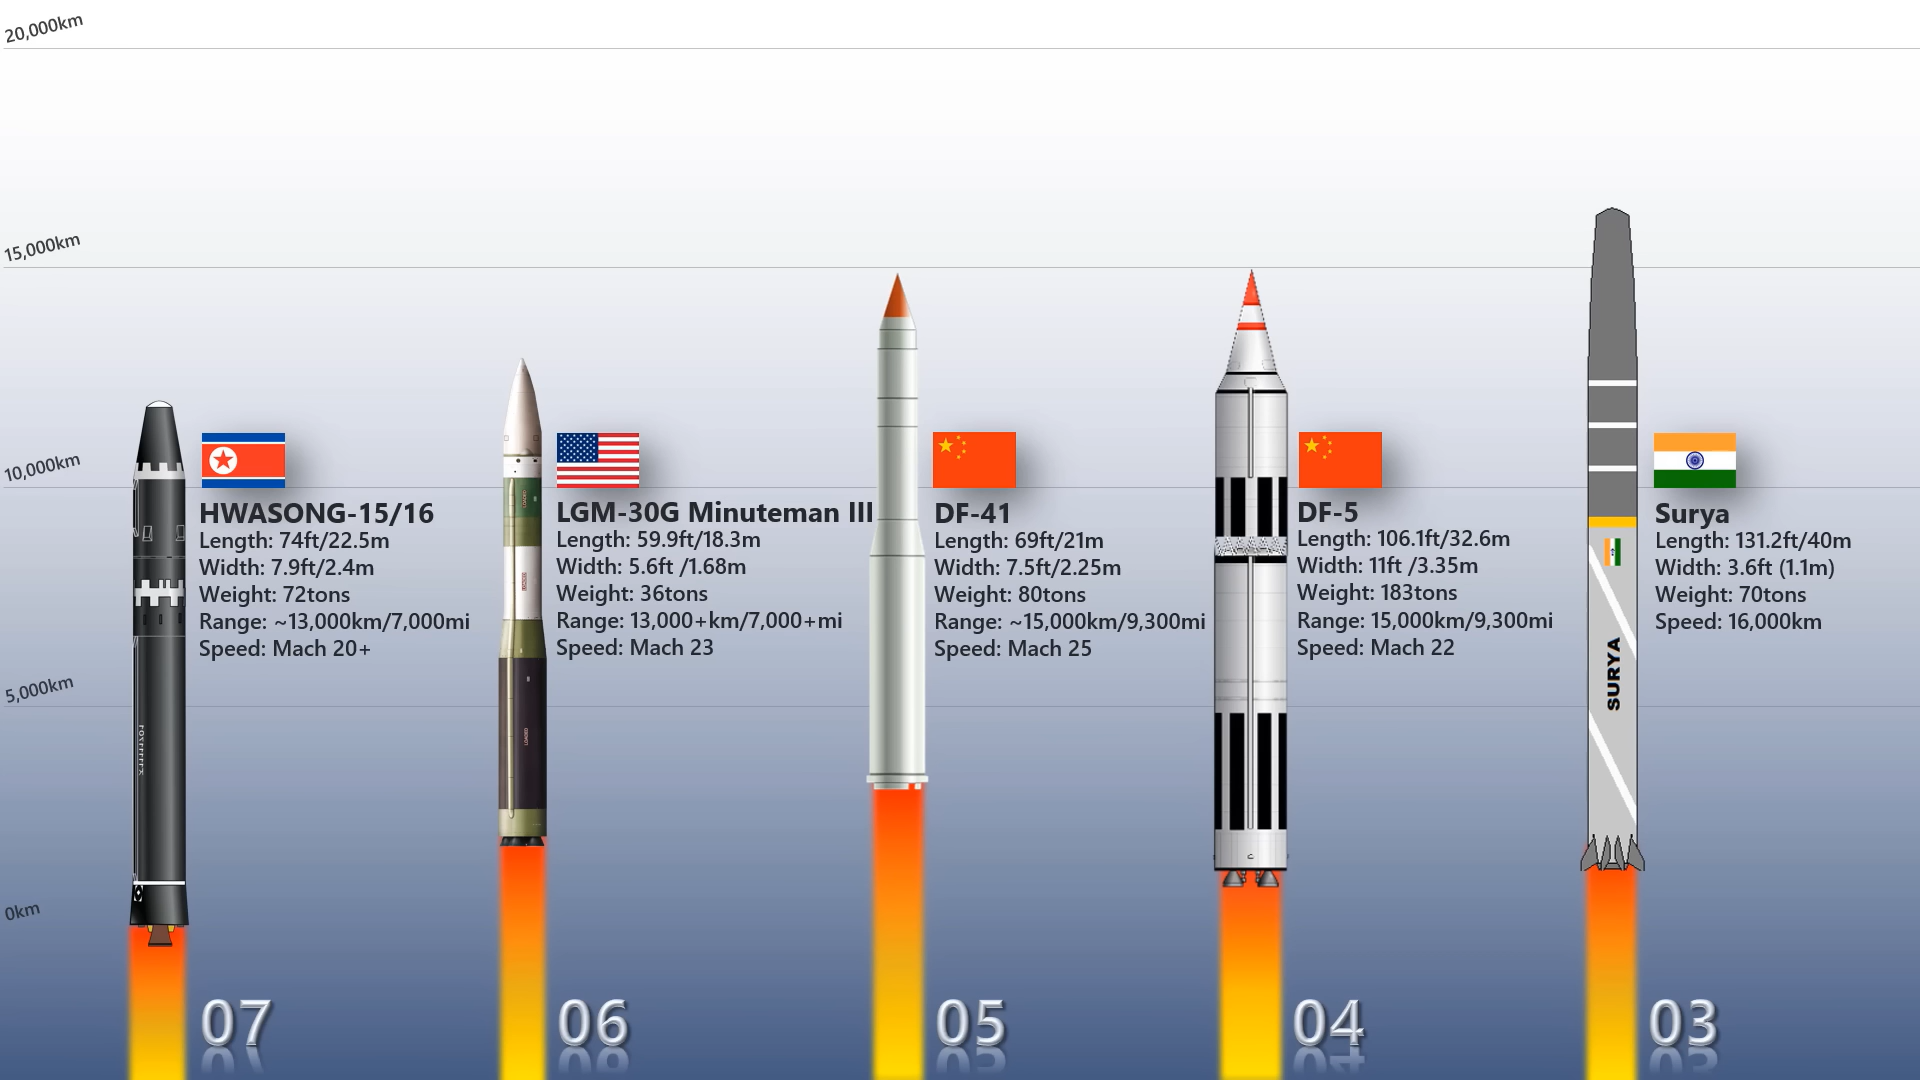 20,000km
15,000km
10,000km
5,000km
0km
HWASONG-15/16
Length: 74ft/22.5m
Width: 7.9ft/2.4m
Weight: 72tons
Range: ~13,000km/7,000mi
Speed: Mach 20+
07
LGM-30G Minuteman III
Length: 59.9ft/18.3m
Width: 5.6ft /1.68m
Weight: 36tons
Range: 13,000+km/7,000+mi
Speed: Mach 23
06
DF-41
Length: 69ft/21m
Width: 7.5ft/2.25m
Weight: 80tons
Range: ~15,000km/9,300mi
Speed: Mach 25
05
DF-5
Length: 106.1ft/32.6m
Width: 11ft /3.35m
Weight: 183tons
Range: 15,000km/9,300mi
Speed: Mach 22
04
SURYA
Surya
Length: 131.2ft/40m
Width: 3.6ft (1.1m)
Weight: 70tons
Speed: 16,000km
03